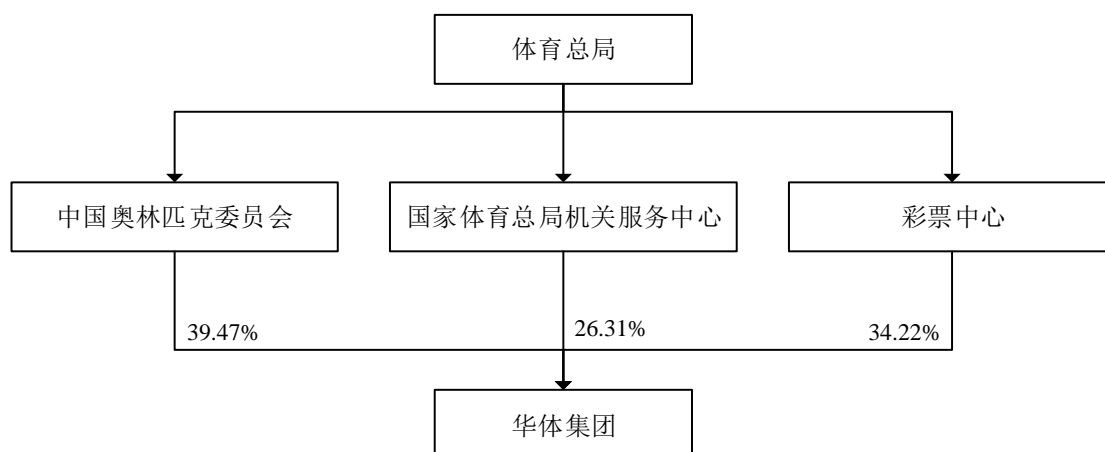 体育总局
中国奥林匹克委员会
国家体育总局机关服务中心
彩票中心
39.47%
26.31%
34.22%
华体集团